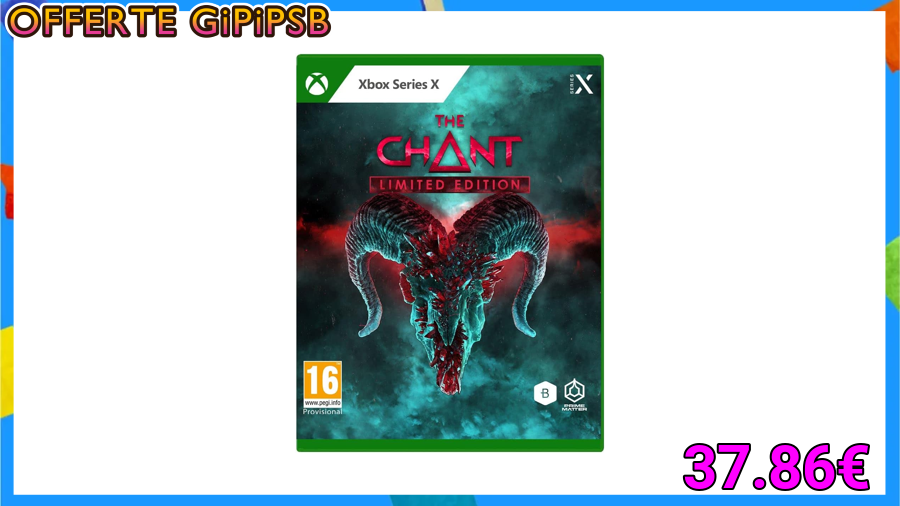 OFFERTE GiPiPSB
Xbox Series X
SERIES X
THE
CHANT
LIMITED EDITION
16
www.pegi.info
Provisional
B
PRIME
MATTER
37.86€